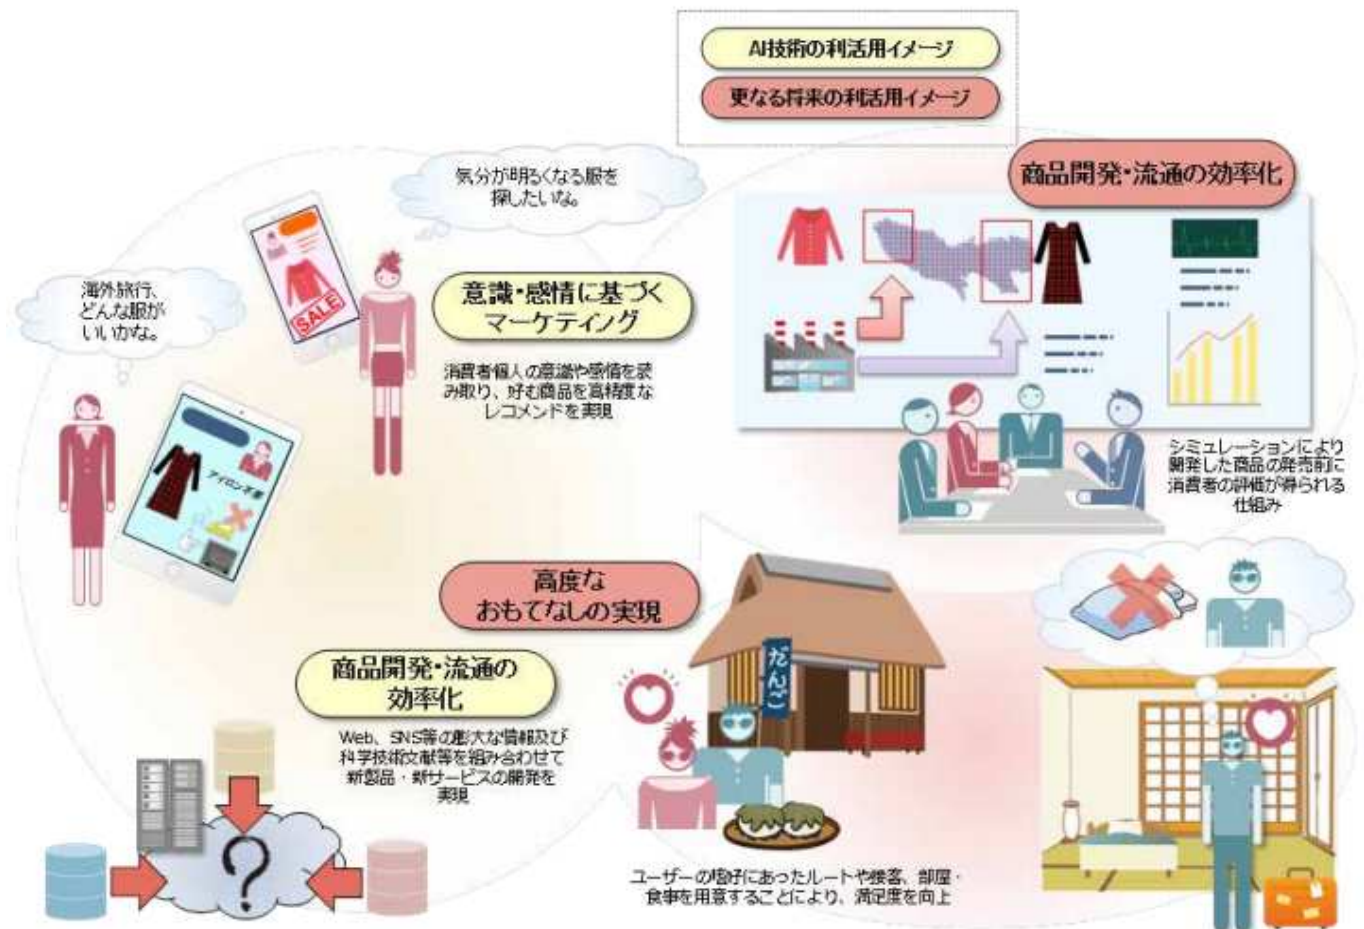 AI技術の利活用イメージ
更なる将来の利活用イメージ
気分が明るくなる服を
探したいな。
商品開発・流通の効率化
海外旅行、
どんな服が
いいかな。
SALE
意識・感情に基づく
マーケティング
消費者個人の意識や感情を読
み取り、好む商品を高精度な
レコメンドを実現
アイロン不要
シミュレーションにより
開発した商品の発売前に
消費者の評価が得られる
仕組み
高度な
おもてなしの実現
だんご
商品開発・流通の
効率化
Web、SNS等の膨大な情報及び
科学技術文献等を組み合わせて
新製品・新サービスの開発を
実現
?
ユーザーの嗜好にあったルートや接客、部屋・
食事を用意することにより、満足度を向上